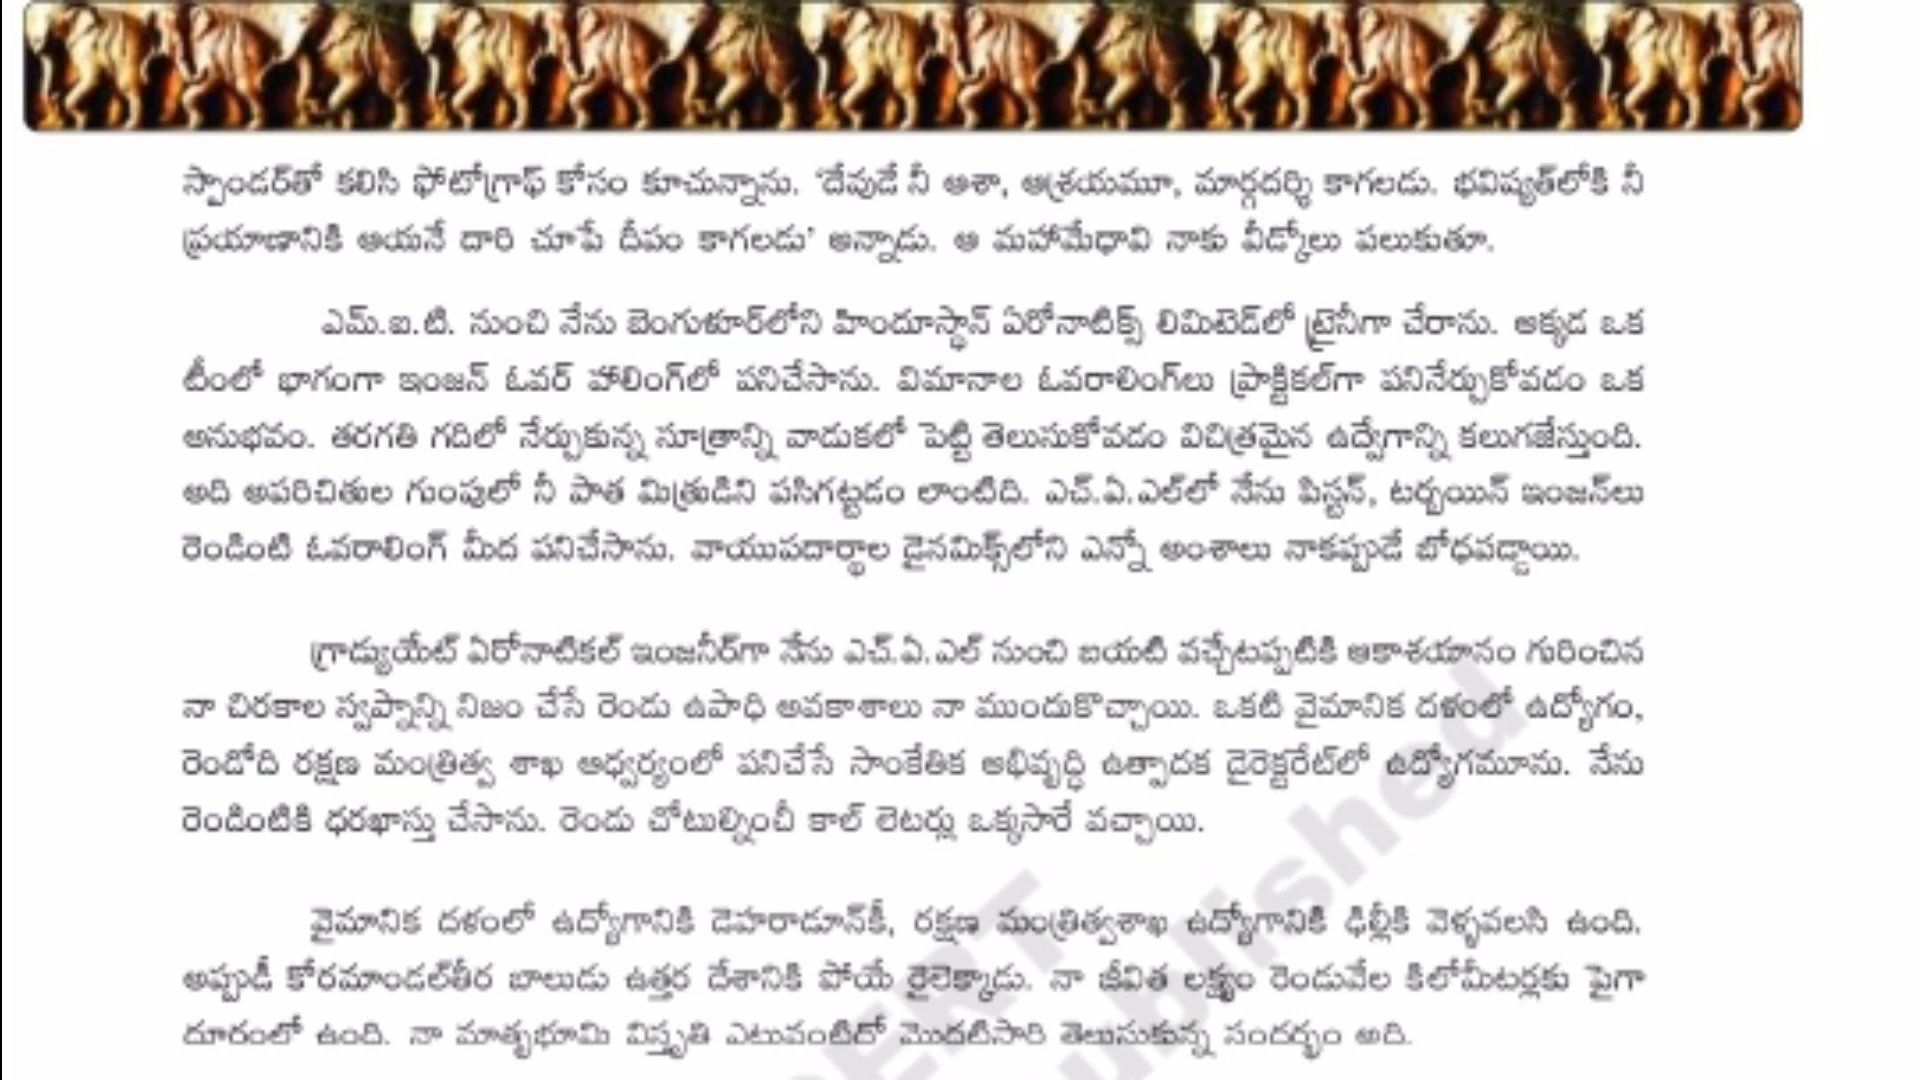 స్పాండర్‌తో కలిసి ఫోటోగ్రాఫ్ కోసం కూచున్నాను. 'దేవుడే నీ ఆశా, ఆశ్రయమూ, మార్గదర్శి కాగలడు. భవిష్యత్‌లోకి నీ
ప్రయాణానికి ఆయనే దారి చూపే దీపం కాగలడు' అన్నాడు. ఆ మహామేధావి నాకు వీడ్కోలు పలుకుతూ.
ఎమ్.ఐ.టి. నుంచి నేను బెంగుళూర్‌లోని హిందూస్థాన్ ఏరోనాటిక్స్ లిమిటెడ్‌లో ట్రైనీగా చేరాను. అక్కడ ఒక
టీంలో భాగంగా ఇంజన్ ఓవర్ హాలింగ్‌లో పనిచేసాను. విమానాల ఓవరాలింగ్‌లు ప్రాక్టికల్‌గా పనినేర్చుకోవడం ఒక
అనుభవం. తరగతి గదిలో నేర్చుకున్న సూత్రాన్ని వాడుకలో పెట్టి తెలుసుకోవడం విచిత్రమైన ఉద్వేగాన్ని కలుగజేస్తుంది.
అది అపరిచితుల గుంపులో నీ పాత మిత్రుడిని పసిగట్టడం లాంటిది. ఎచ్.ఏ.ఎల్‌లో నేను పిస్టన్, టర్బయిన్ ఇంజన్‌లు
రెండింటి ఓవరాలింగ్ మీద పనిచేసాను. వాయుపదార్థాల డైనమిక్స్‌లోని ఎన్నో అంశాలు నాకప్పుడే బోధపడ్డాయి.
గ్రాడ్యుయేట్ ఏరోనాటికల్ ఇంజనీర్‌గా నేను ఎచ్.ఏ.ఎల్ నుంచి బయటి వచ్చేటప్పటికి ఆకాశయానం గురించిన
నా చిరకాల స్వప్నాన్ని నిజం చేసే రెండు ఉపాధి అవకాశాలు నా ముందుకొచ్చాయి. ఒకటి వైమానిక దళంలో ఉద్యోగం,
రెండోది రక్షణ మంత్రిత్వ శాఖ ఆధ్వర్యంలో పనిచేసే సాంకేతిక అభివృద్ధి ఉత్పాదక డైరెక్టరేట్‌లో ఉద్యోగమూను. నేను
రెండింటికి ధరఖాస్తు చేసాను. రెండు చోటుల్నించీ కాల్ లెటర్లు ఒక్కసారే వచ్చాయి.
వైమానిక దళంలో ఉద్యోగానికి డెహరాడూన్‌కీ, రక్షణ మంత్రిత్వశాఖ ఉద్యోగానికి ఢిల్లీకి వెళ్ళవలసి ఉంది.
అప్పుడీ కోరమాండల్‌తీర బాలుడు ఉత్తర దేశానికి పోయే రైలెక్కాడు. నా జీవిత లక్ష్యం రెండువేల కిలోమీటర్లకు పైగా
దూరంలో ఉంది. నా మాతృభూమి విస్తృతి ఎటువంటిదో మొదటిసారి తెలుసుకున్న సందర్భం అది.